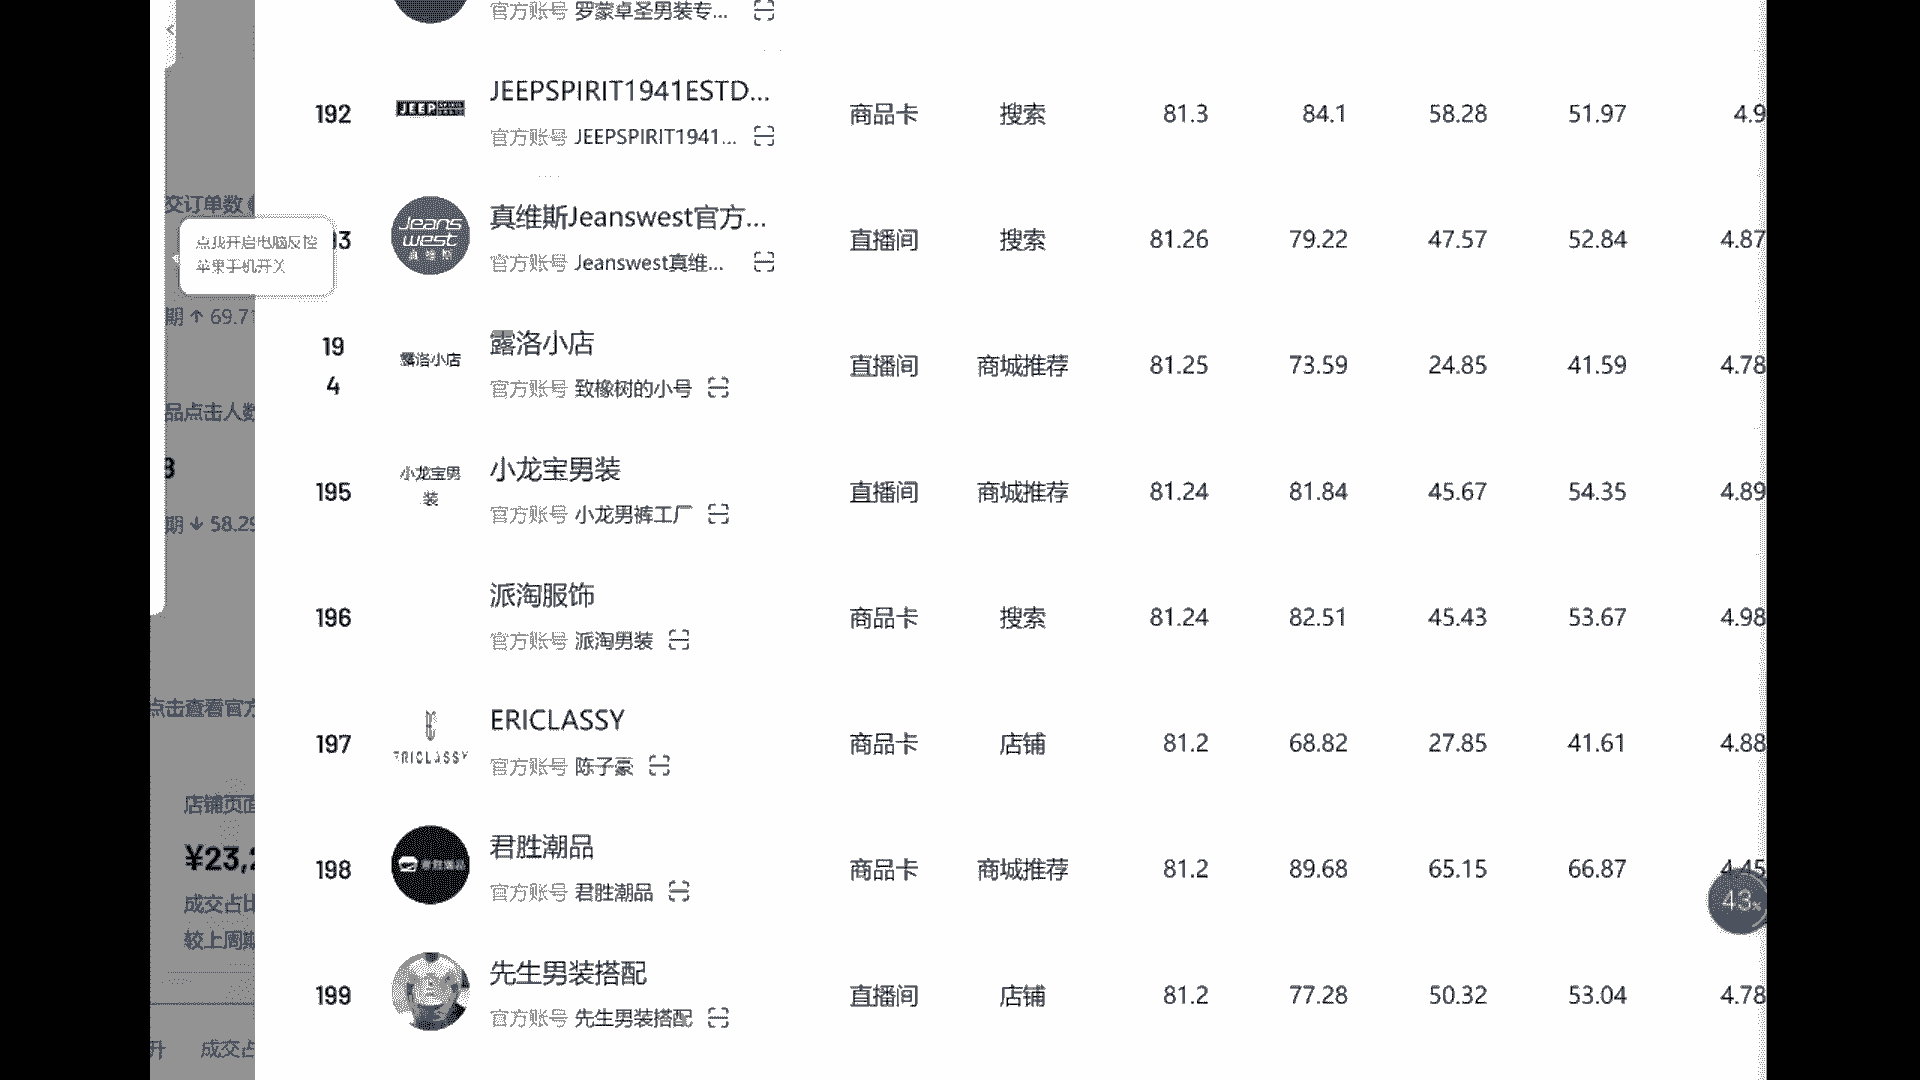 官方账号 罗蒙卓圣男装专...
192 JEEPSPIRIT1941ESTD... 商品卡 搜索 81.3 84.1 58.28 51.97 4.9
JEEP
官方账号 JEEPSPIRIT1941...
交订单数
点我开启电脑反控
苹果手机开关
3 真维斯Jeanswest官方... 直播间 搜索 81.26 79.22 47.57 52.84 4.87
Jeans
west
真维斯
官方账号 Jeanswest真维...
期 ↑ 69.71
194 露洛小店 直播间 商城推荐 81.25 73.59 24.85 41.59 4.78
露洛小店
官方账号 致橡树的小号
品点击人数
195 小龙宝男装 直播间 商城推荐 81.24 81.84 45.67 54.35 4.89
小龙宝男
装
官方账号 小龙男裤工厂
期 ↓ 58.29
196 派淘服饰 商品卡 搜索 81.24 82.51 45.43 53.67 4.98
官方账号 派淘男装
点击查看官方
197 ERICLASSY 商品卡 店铺 81.2 68.82 27.85 41.61 4.88
ERICLASSY
官方账号 陈子豪
店铺页面
¥23,2
成交占比
较上周期
198 君胜潮品 商品卡 商城推荐 81.2 89.68 65.15 66.87 4.45
官方账号 君胜潮品
43%
199 先生男装搭配 直播间 店铺 81.2 77.28 50.32 53.04 4.78
官方账号 先生男装搭配
升 成交占